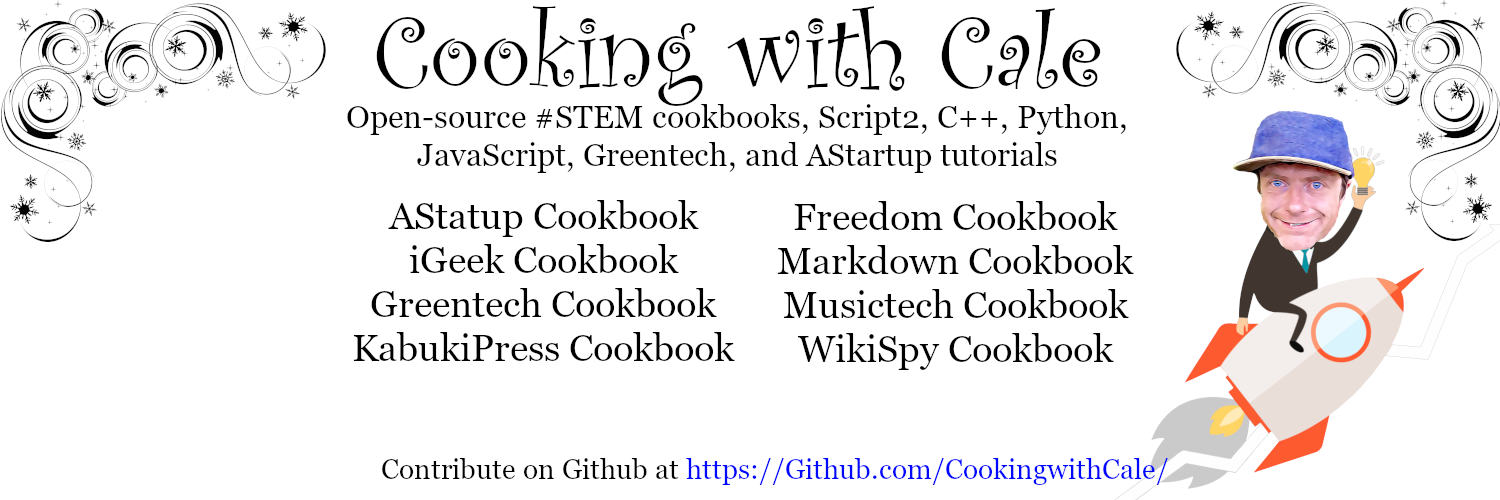 Cooking with Cale
Open-source #STEM cookbooks, Script2, C++, Python,
JavaScript, Greentech, and AStartup tutorials
AStatup Cookbook
iGeek Cookbook
Greentech Cookbook
KabukiPress Cookbook
Freedom Cookbook
Markdown Cookbook
Musictech Cookbook
WikiSpy Cookbook
Contribute on Github at https://Github.com/CookingwithCale/